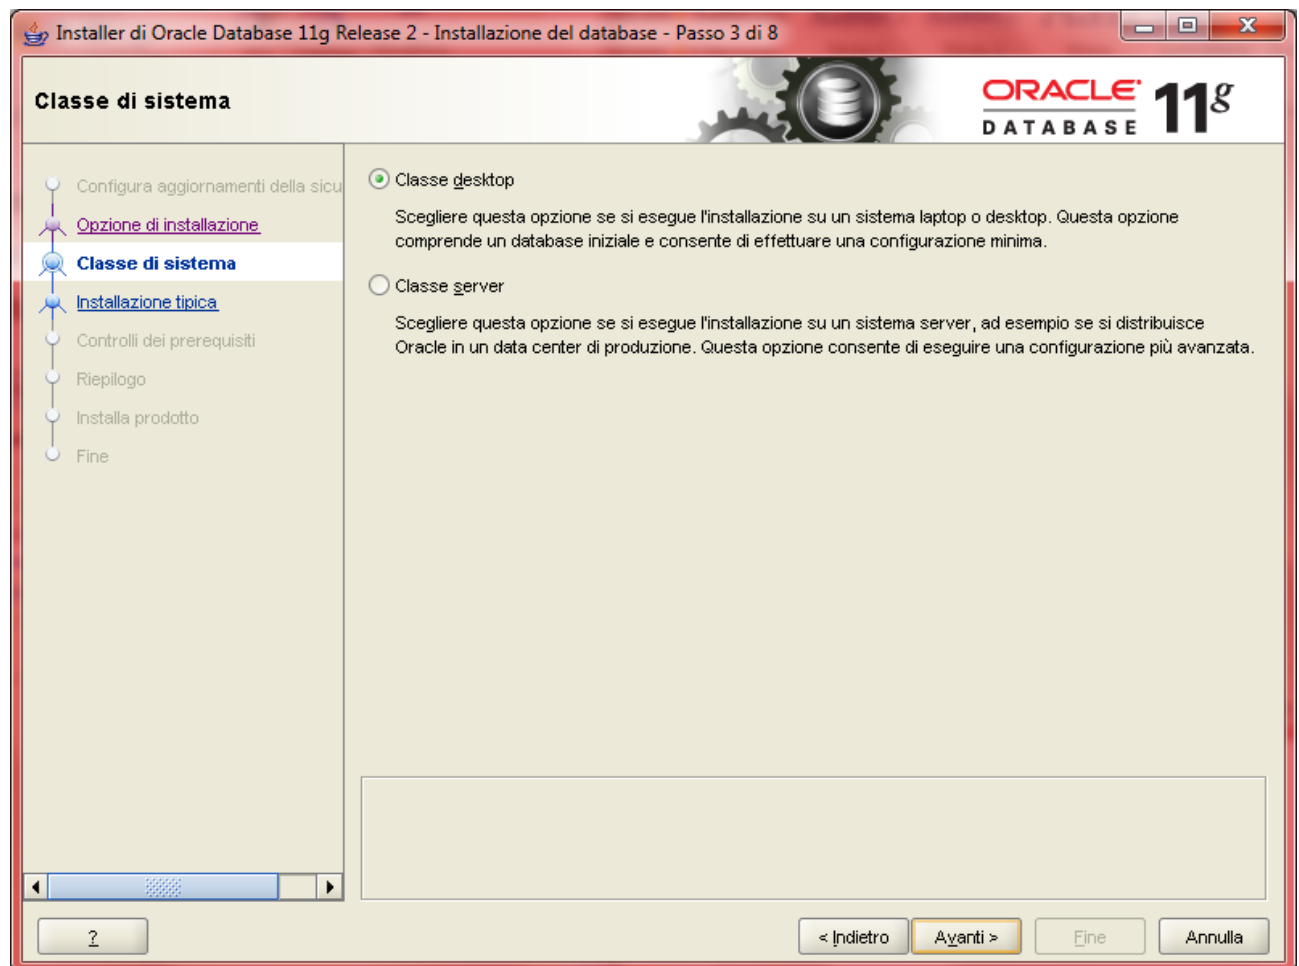 Installer di Oracle Database 11g Release 2 - Installazione del database - Passo 3 di 8
Classe di sistema
ORACLE
DATABASE
11g
Configura aggiornamenti della sicu
Opzione di installazione
Classe di sistema
Installazione tipica
Controlli dei prerequisiti
Riepilogo
Installa prodotto
Fine
Classe desktop
Scegliere questa opzione se si esegue l'installazione su un sistema laptop o desktop. Questa opzione
comprende un database iniziale e consente di effettuare una configurazione minima.
Classe server
Scegliere questa opzione se si esegue l'installazione su un sistema server, ad esempio se si distribuisce
Oracle in un data center di produzione. Questa opzione consente di eseguire una configurazione più avanzata.
?
< Indietro
Avanti >
Fine
Annulla